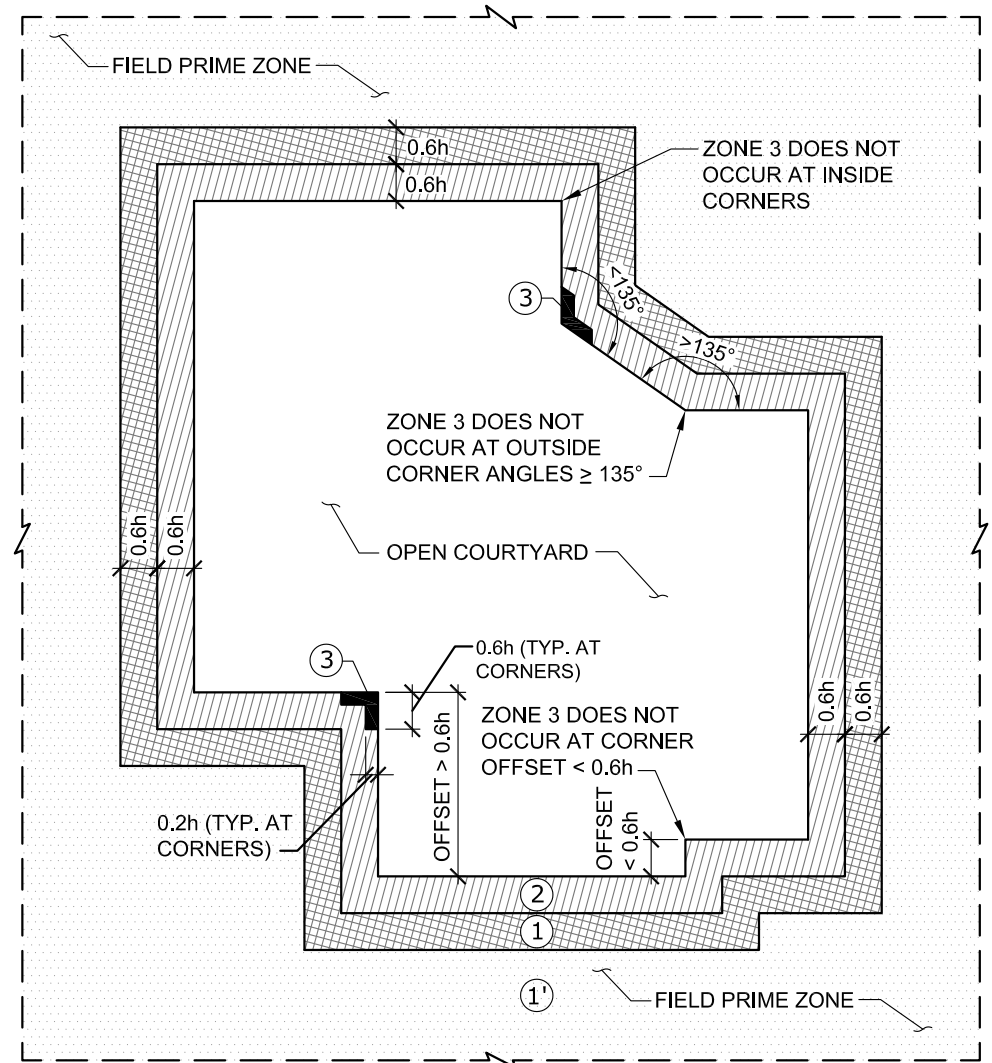 FIELD PRIME ZONE
0.6h
0.6h
ZONE 3 DOES NOT
OCCUR AT INSIDE
CORNERS
3
<135°
>135°
ZONE 3 DOES NOT
OCCUR AT OUTSIDE
CORNER ANGLES ≥ 135°
0.6h
0.6h
OPEN COURTYARD
3
0.6h (TYP. AT
CORNERS)
ZONE 3 DOES NOT
OCCUR AT CORNER
OFFSET < 0.6h
0.6h
0.6h
OFFSET > 0.6h
OFFSET
< 0.6h
0.2h (TYP. AT
CORNERS)
2
1
1'
FIELD PRIME ZONE